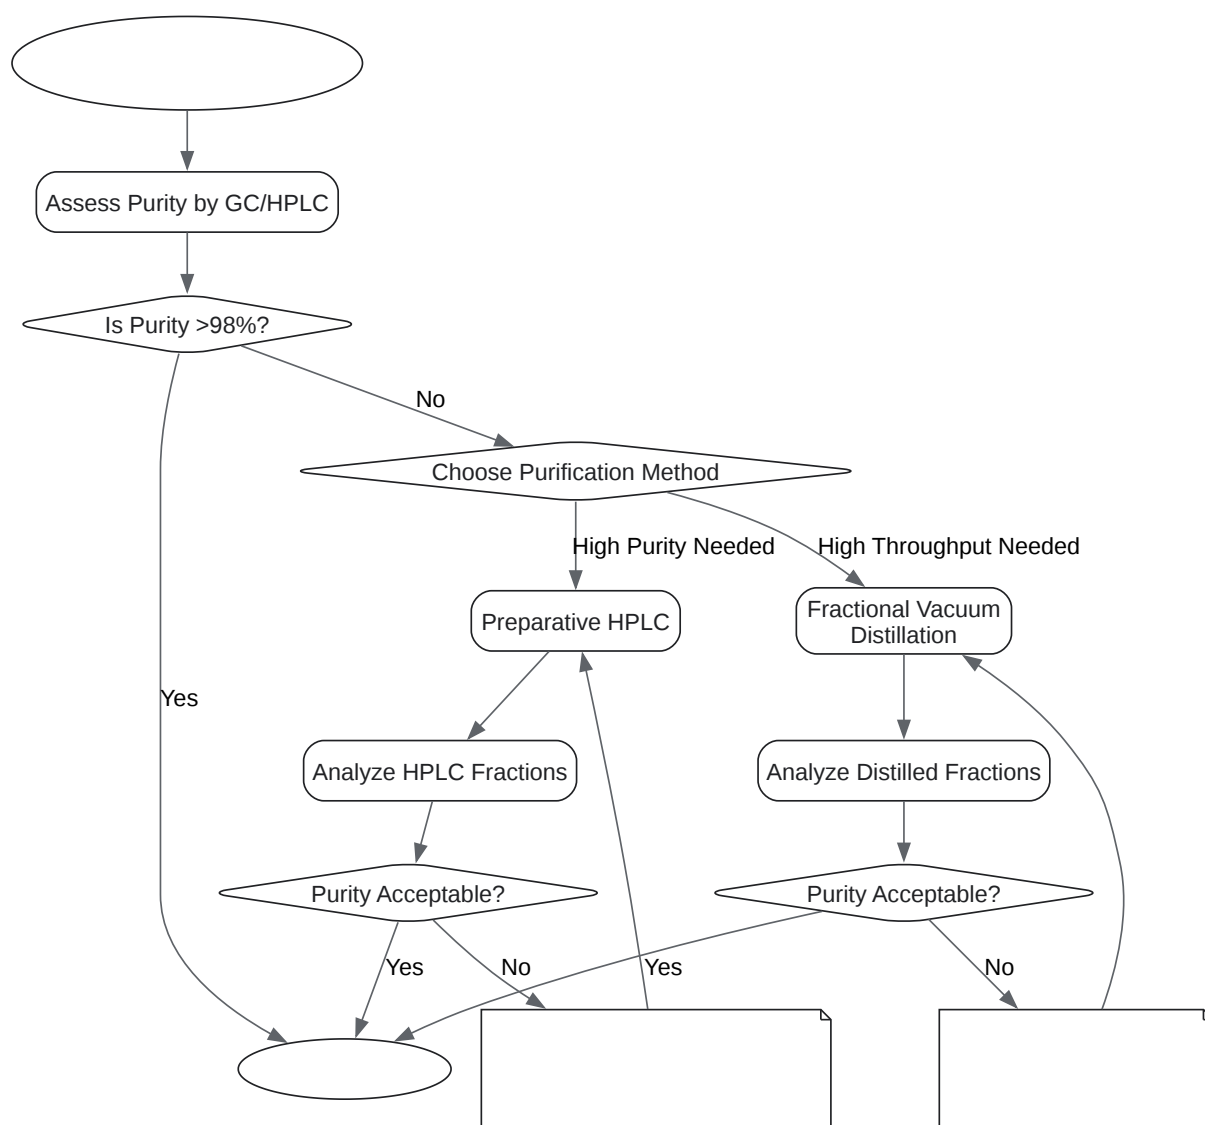 Assess Purity by GC/HPLC
Is Purity >98%?
No
Choose Purification Method
High Purity Needed
High Throughput Needed
Preparative HPLC
Fractional Vacuum
Distillation
Yes
Analyze HPLC Fractions
Analyze Distilled Fractions
Purity Acceptable?
Purity Acceptable?
Yes
No
Yes
No